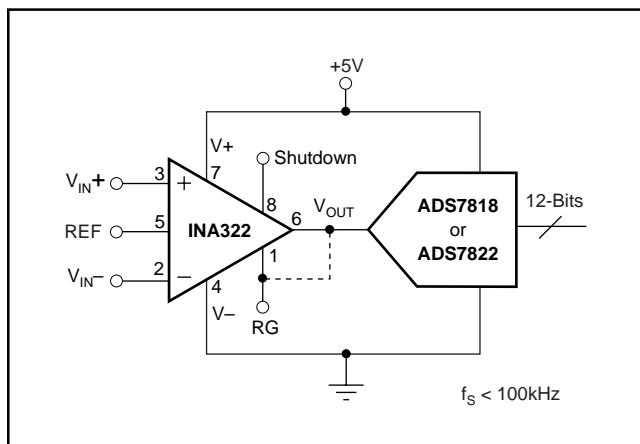 +5V
V+
7
Shutdown
8
VIN+
3
+
REF
5
INA322
6
VOUT
ADS7818
or
ADS7822
12-Bits
VIN–
2
–
1
4
V–
RG
fS < 100kHz